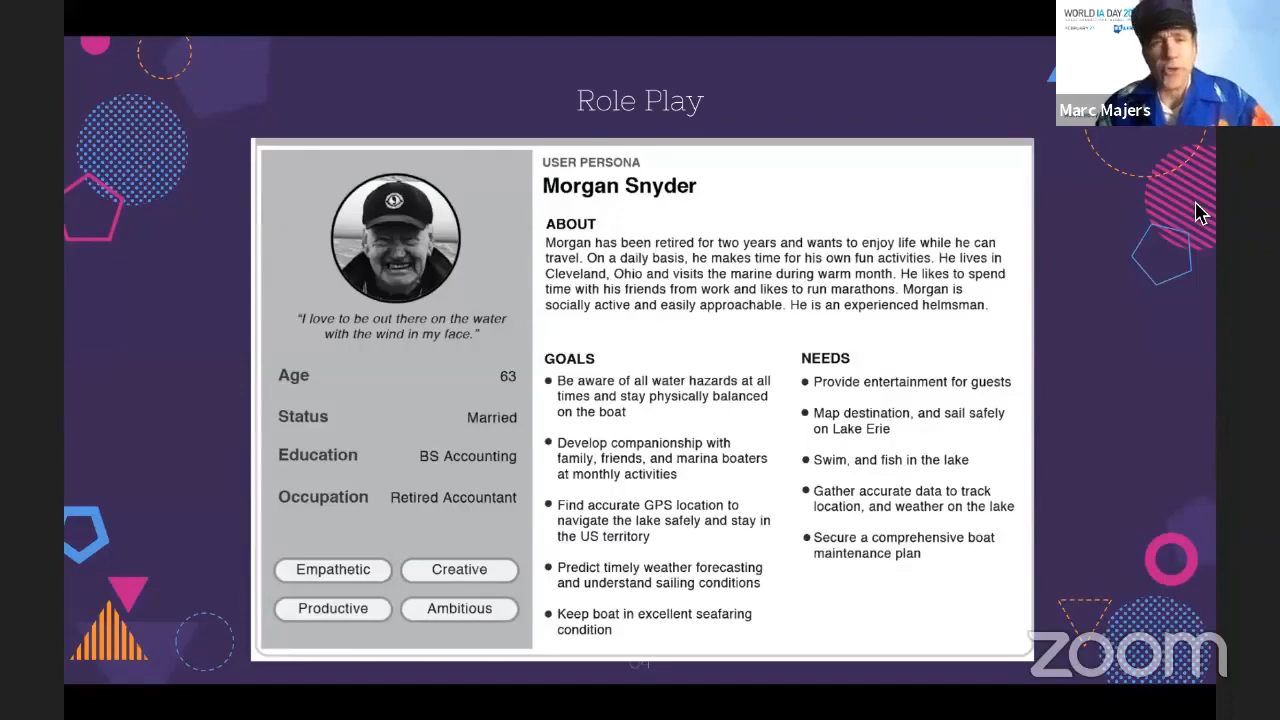 WORLD IA DAY 20
FEBRUARY 27
Marc Majers
Role Play
USER PERSONA
Morgan Snyder
ABOUT
Morgan has been retired for two years and wants to enjoy life while he can
travel. On a daily basis, he makes time for his own fun activities. He lives in
Cleveland, Ohio and visits the marine during warm month. He likes to spend
time with his friends from work and likes to run marathons. Morgan is
socially active and easily approachable. He is an experienced helmsman.
“I love to be out there on the water
with the wind in my face.”
Age 63
Status Married
Education BS Accounting
Occupation Retired Accountant
Empathetic Creative
Productive Ambitious
GOALS
● Be aware of all water hazards at all
times and stay physically balanced
on the boat
● Develop companionship with
family, friends, and marina boaters
at monthly activities
● Find accurate GPS location to
navigate the lake safely and stay in
the US territory
● Predict timely weather forecasting
and understand sailing conditions
● Keep boat in excellent seafaring
condition
NEEDS
● Provide entertainment for guests
● Map destination, and sail safely
on Lake Erie
● Swim, and fish in the lake
● Gather accurate data to track
location, and weather on the lake
● Secure a comprehensive boat
maintenance plan
zoom